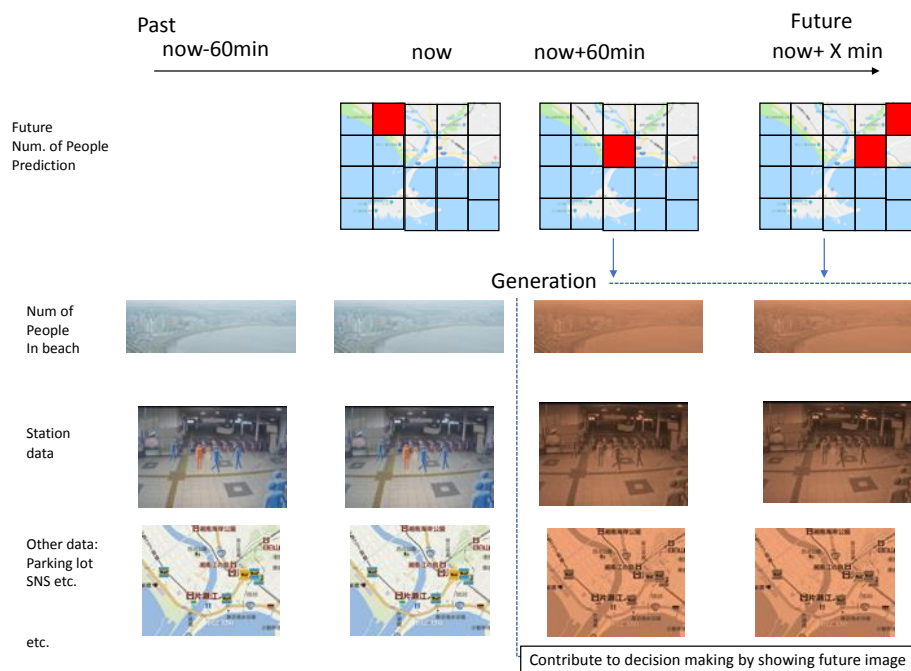 Past
Future
now-60min
now
now+60min
now+ X min
Future
Num. of People
Prediction
Generation
Num of
People
In beach
Station
data
Other data:
Parking lot
SNS etc.
etc.
Contribute to decision making by showing future image